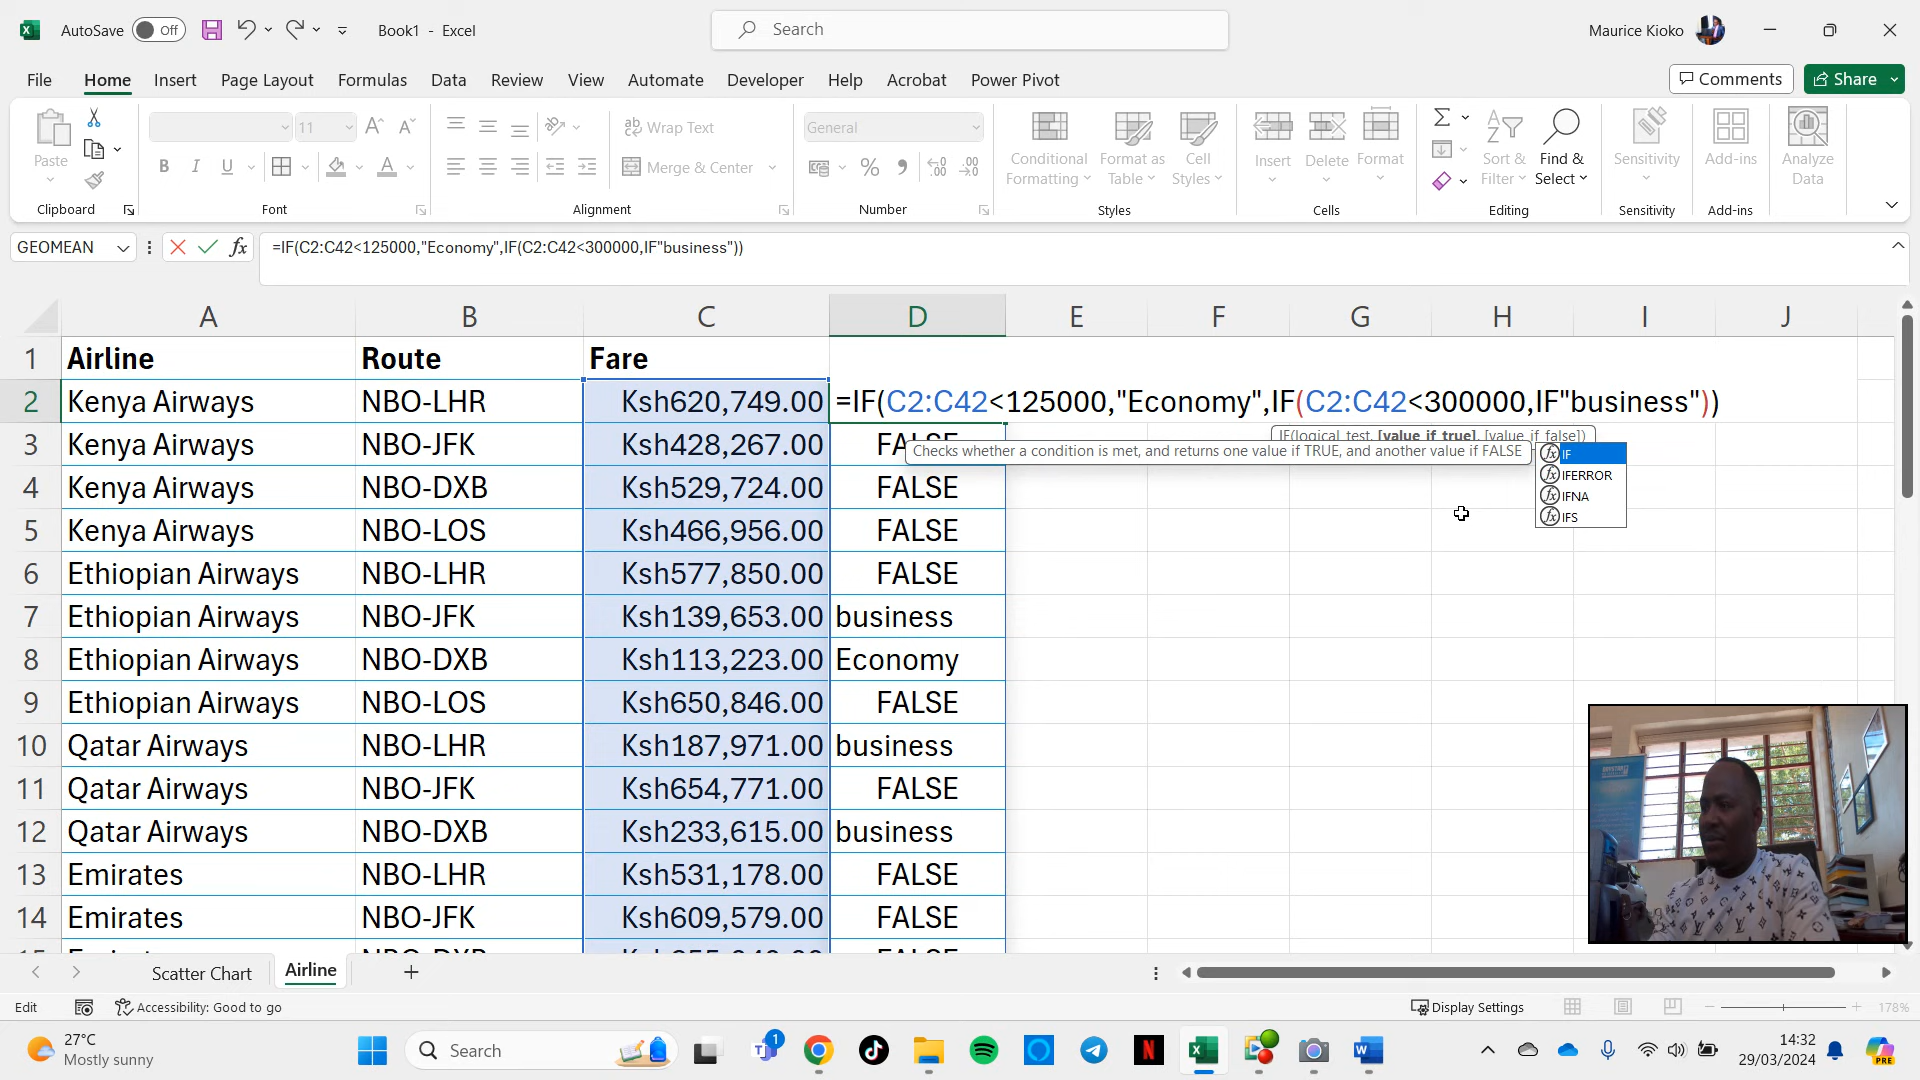 AutoSave Off Book1 - Excel Search Maurice Kioko
File Home Insert Page Layout Formulas Data Review View Automate Developer Help Acrobat Power Pivot Comments Share
Paste 11 Wrap Text General Conditional Formatting Format as Table Cell Styles Insert Delete Format Sort & Filter Find & Select Sensitivity Add-ins Analyze Data
B I U A Merge & Center
Clipboard Font Alignment Number Styles Cells Editing Sensitivity Add-ins
GEOMEAN =IF(C2:C42<125000,"Economy",IF(C2:C42<300000,IF"business"))
A B C D E F G H I J
1 Airline Route Fare
2 Kenya Airways NBO-LHR Ksh620,749.00 =IF(C2:C42<125000,"Economy",IF(C2:C42<300000,IF"business"))
IF(logical_test, [value_if_true], [value_if_false])
3 Kenya Airways NBO-JFK Ksh428,267.00 FALSE
Checks whether a condition is met, and returns one value if TRUE, and another value if FALSE
IF
IFERROR
IFNA
IFS
4 Kenya Airways NBO-DXB Ksh529,724.00 FALSE
5 Kenya Airways NBO-LOS Ksh466,956.00 FALSE
6 Ethiopian Airways NBO-LHR Ksh577,850.00 FALSE
7 Ethiopian Airways NBO-JFK Ksh139,653.00 business
8 Ethiopian Airways NBO-DXB Ksh113,223.00 Economy
9 Ethiopian Airways NBO-LOS Ksh650,846.00 FALSE
10 Qatar Airways NBO-LHR Ksh187,971.00 business
11 Qatar Airways NBO-JFK Ksh654,771.00 FALSE
12 Qatar Airways NBO-DXB Ksh233,615.00 business
13 Emirates NBO-LHR Ksh531,178.00 FALSE
14 Emirates NBO-JFK Ksh609,579.00 FALSE
Scatter Chart Airline
Edit Accessibility: Good to go Display Settings 178%
27°C
Mostly sunny
Search
1
14:32
29/03/2024
PRE